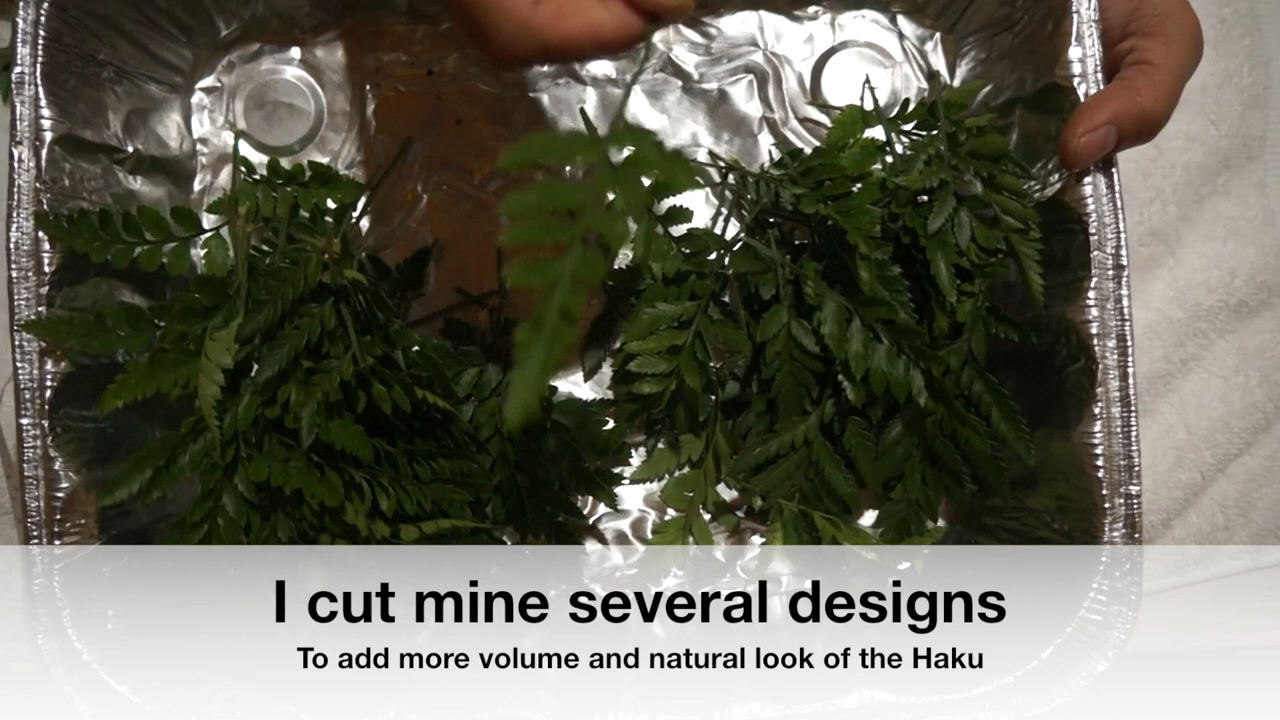 I cut mine several designs
To add more volume and natural look of the Haku